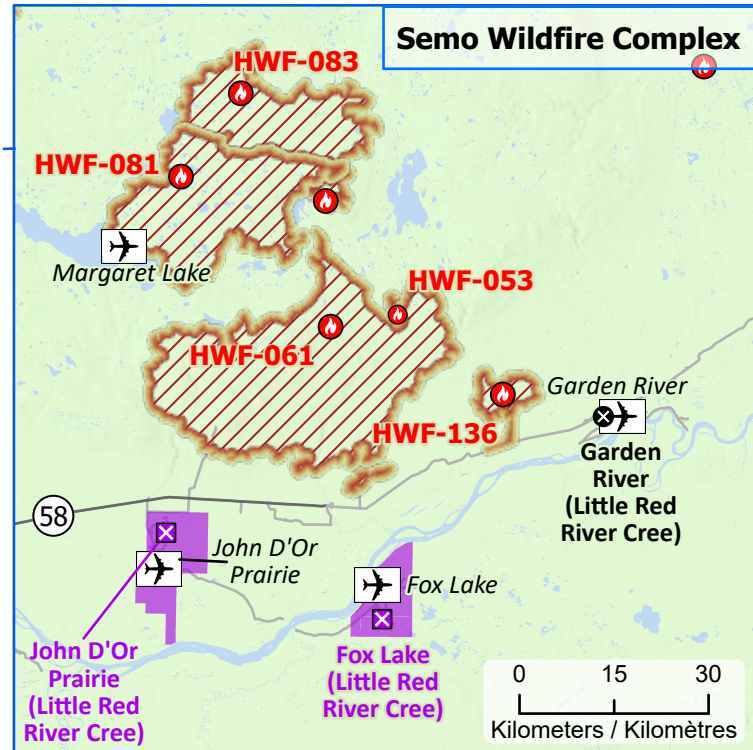 Semo Wildfire Complex
HWF-083
HWF-081
Margaret Lake
HWF-053
HWF-061
HWF-136
Garden River
Garden
River
(Little Red
River Cree)
58
John D'Or
Prairie
Fox Lake
John D'Or
Prairie
(Little Red
River Cree)
Fox Lake
(Little Red
River Cree)
0 15 30
Kilometers / Kilomètres